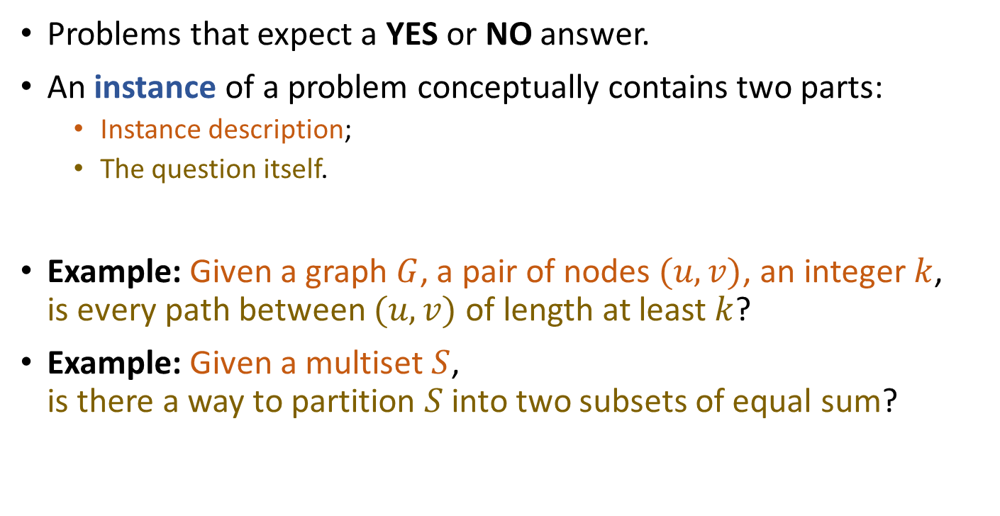 • Problems that expect a YES or NO answer.
• An instance of a problem conceptually contains two parts:
• Instance description;
• The question itself.
• Example: Given a graph G, a pair of nodes (u, v), an integer k,
is every path between (u, v) of length at least k?
• Example: Given a multiset S,
is there a way to partition S into two subsets of equal sum?